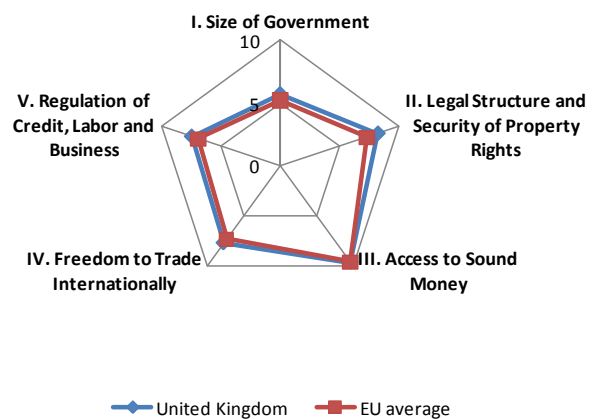 I. Size of Government
10
5
0
II. Legal Structure and
Security of Property
Rights
III. Access to Sound
Money
IV. Freedom to Trade
Internationally
V. Regulation of
Credit, Labor and
Business
United Kingdom
EU average